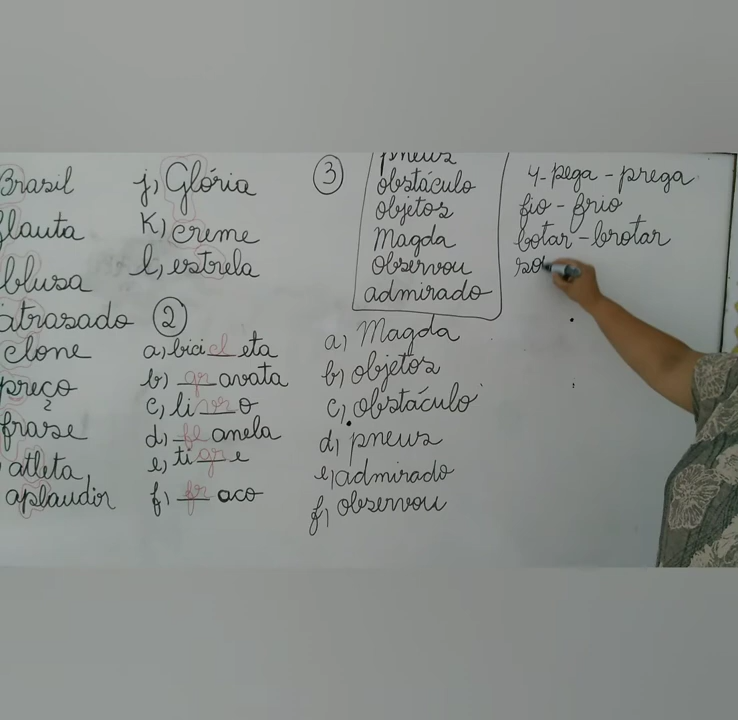 Brasil
flauta
blusa
atrasado
clone
preço
frase
atleta
aplaudir
j) Glória
K) creme
l) estrela
2
a) bicicleta
b) gravata
c) livro
d) flanela
e) tigre
f) fraco
3
pneus
obstáculo
objetos
Magda
observou
admirado
a) Magda
b) objetos
c) obstáculo
d) pneus
e) admirado
f) observou
4- pega - prega
fio - frio
botar - brotar
so